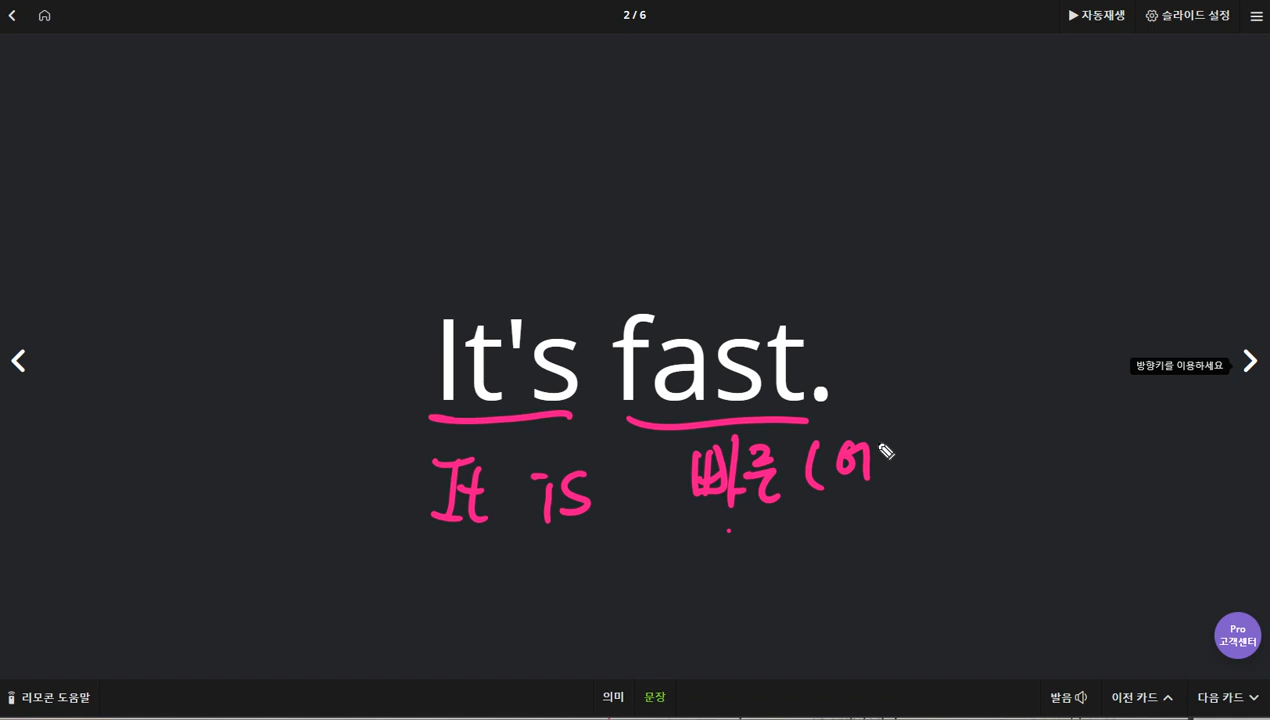 2 / 6
자동재생
슬라이드 설정
It's fast.
방향키를 이용하세요
It is 빠른 (어
Pro
고객센터
리모콘 도움말
의미
문장
발음
이전 카드
다음 카드